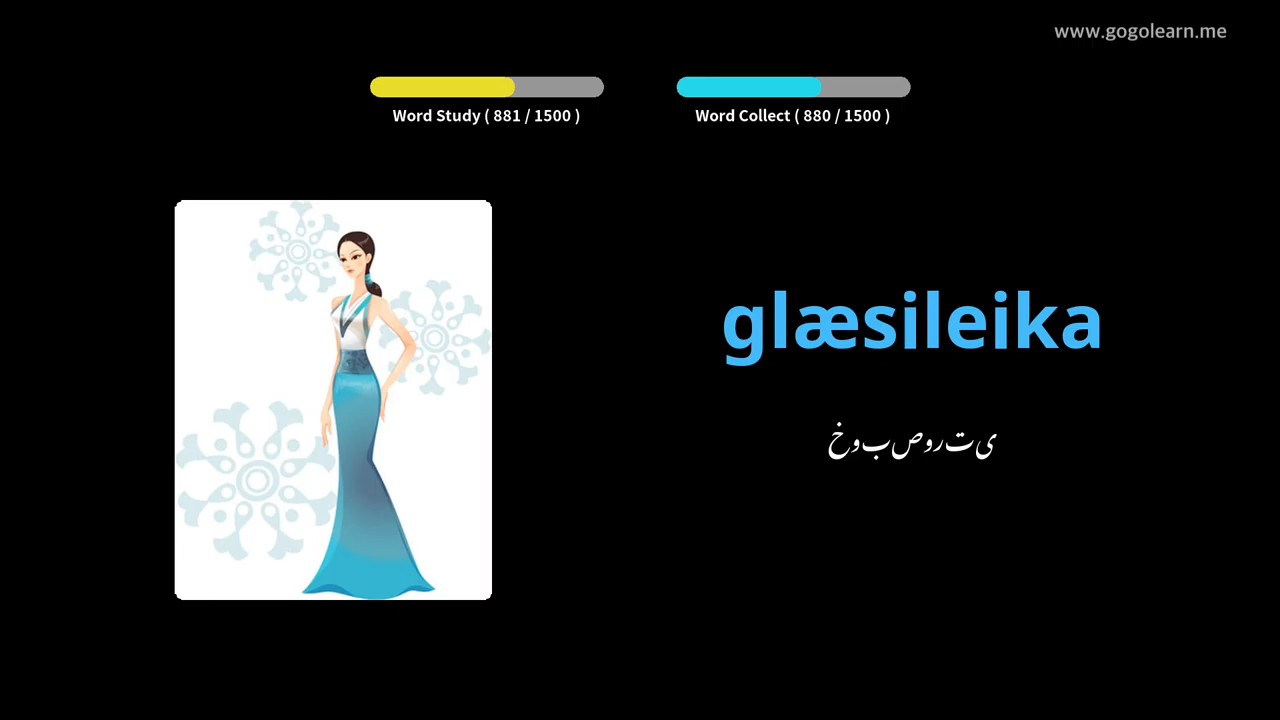 www.gogolearn.me
Word Study ( 881 / 1500 )
Word Collect ( 880 / 1500 )
glæsileika
خوبصورتی